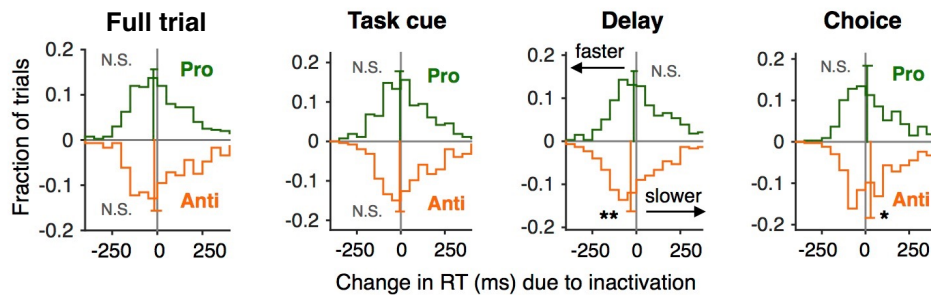 Full trial
Task cue
Delay
Choice
Fraction of trials
0.2
0.1
0
-0.1
-0.2
N.S.
Pro
N.S.
Anti
-250 0 250
0.2
0.1
0
-0.1
-0.2
N.S.
Pro
N.S.
Anti
-250 0 250
0.2
0.1
0
-0.1
-0.2
faster
N.S.
**
slower
-250 0 250
0.2
0.1
0
-0.1
-0.2
N.S.
Pro
Anti
*
-250 0 250
Change in RT (ms) due to inactivation